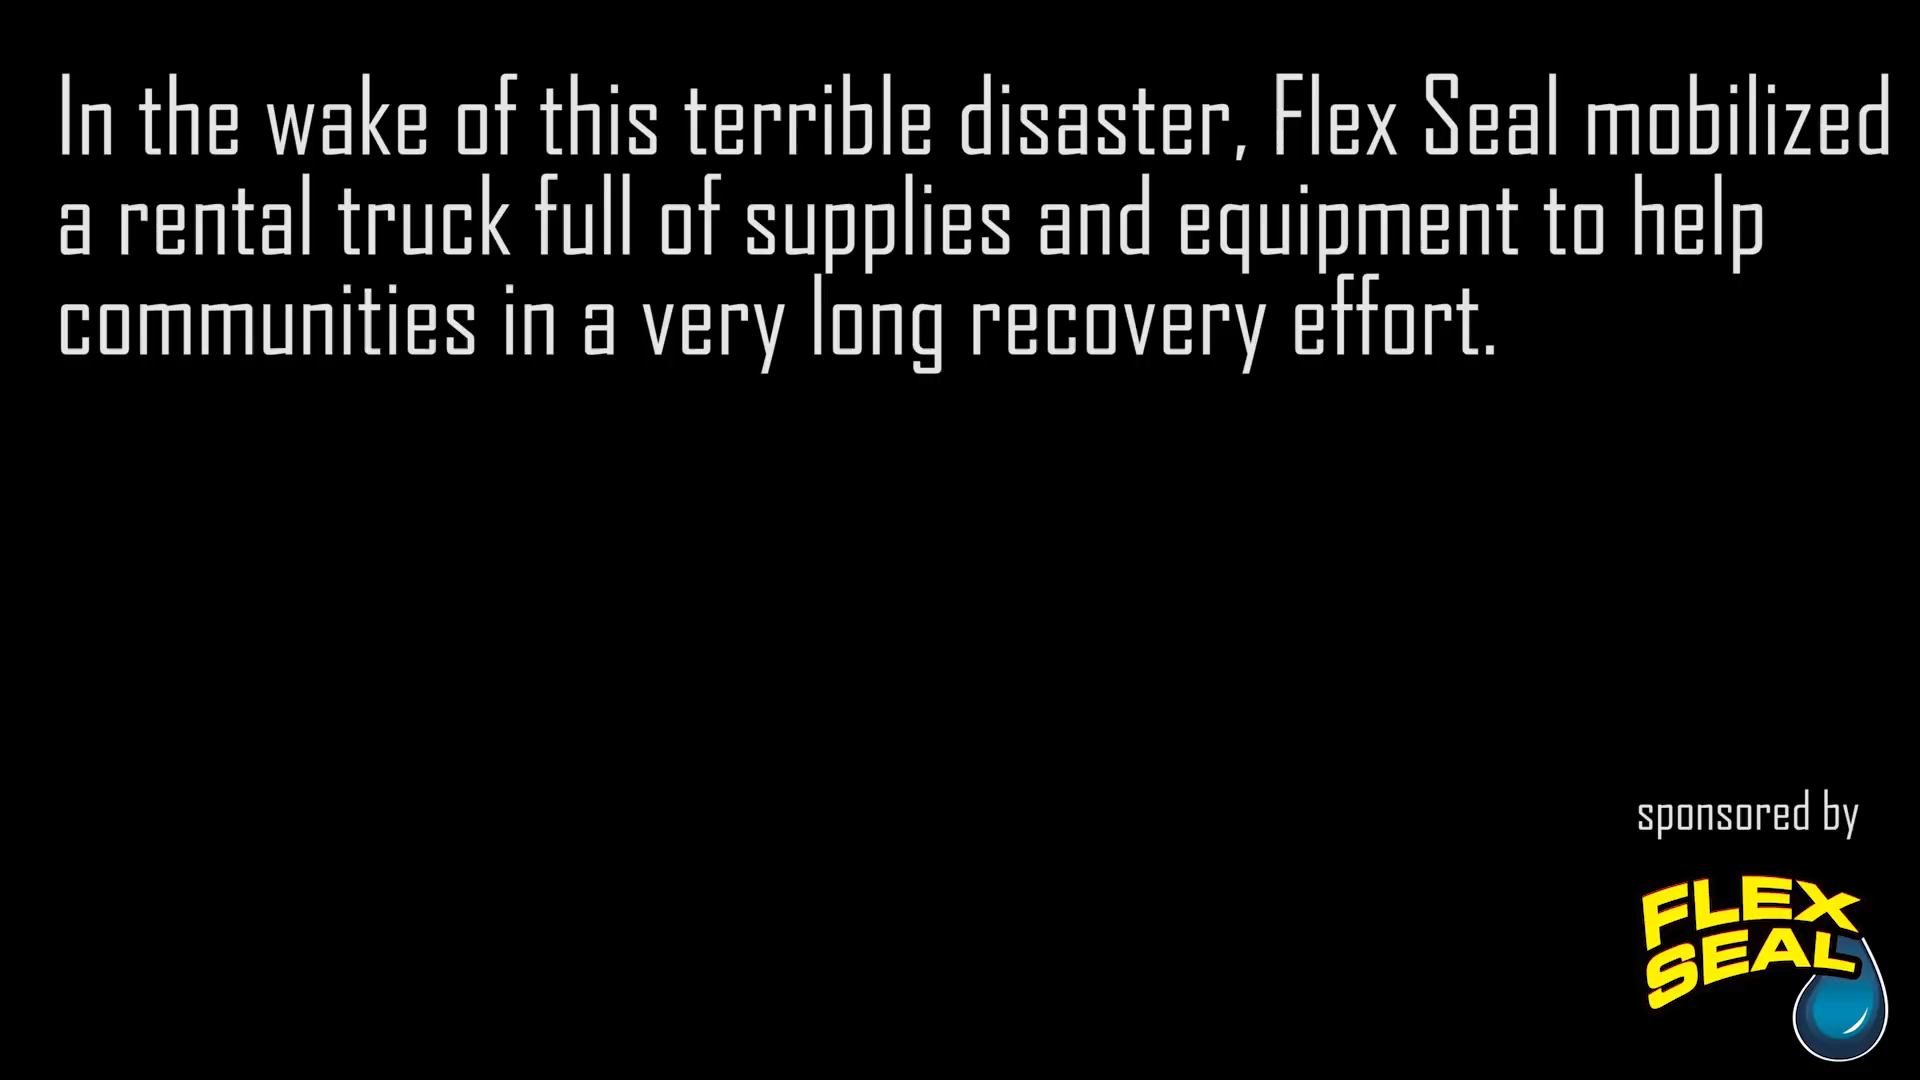 In the wake of this terrible disaster, Flex Seal mobilized
a rental truck full of supplies and equipment to help
communities in a very long recovery effort.
sponsored by
FLEX
SEAL